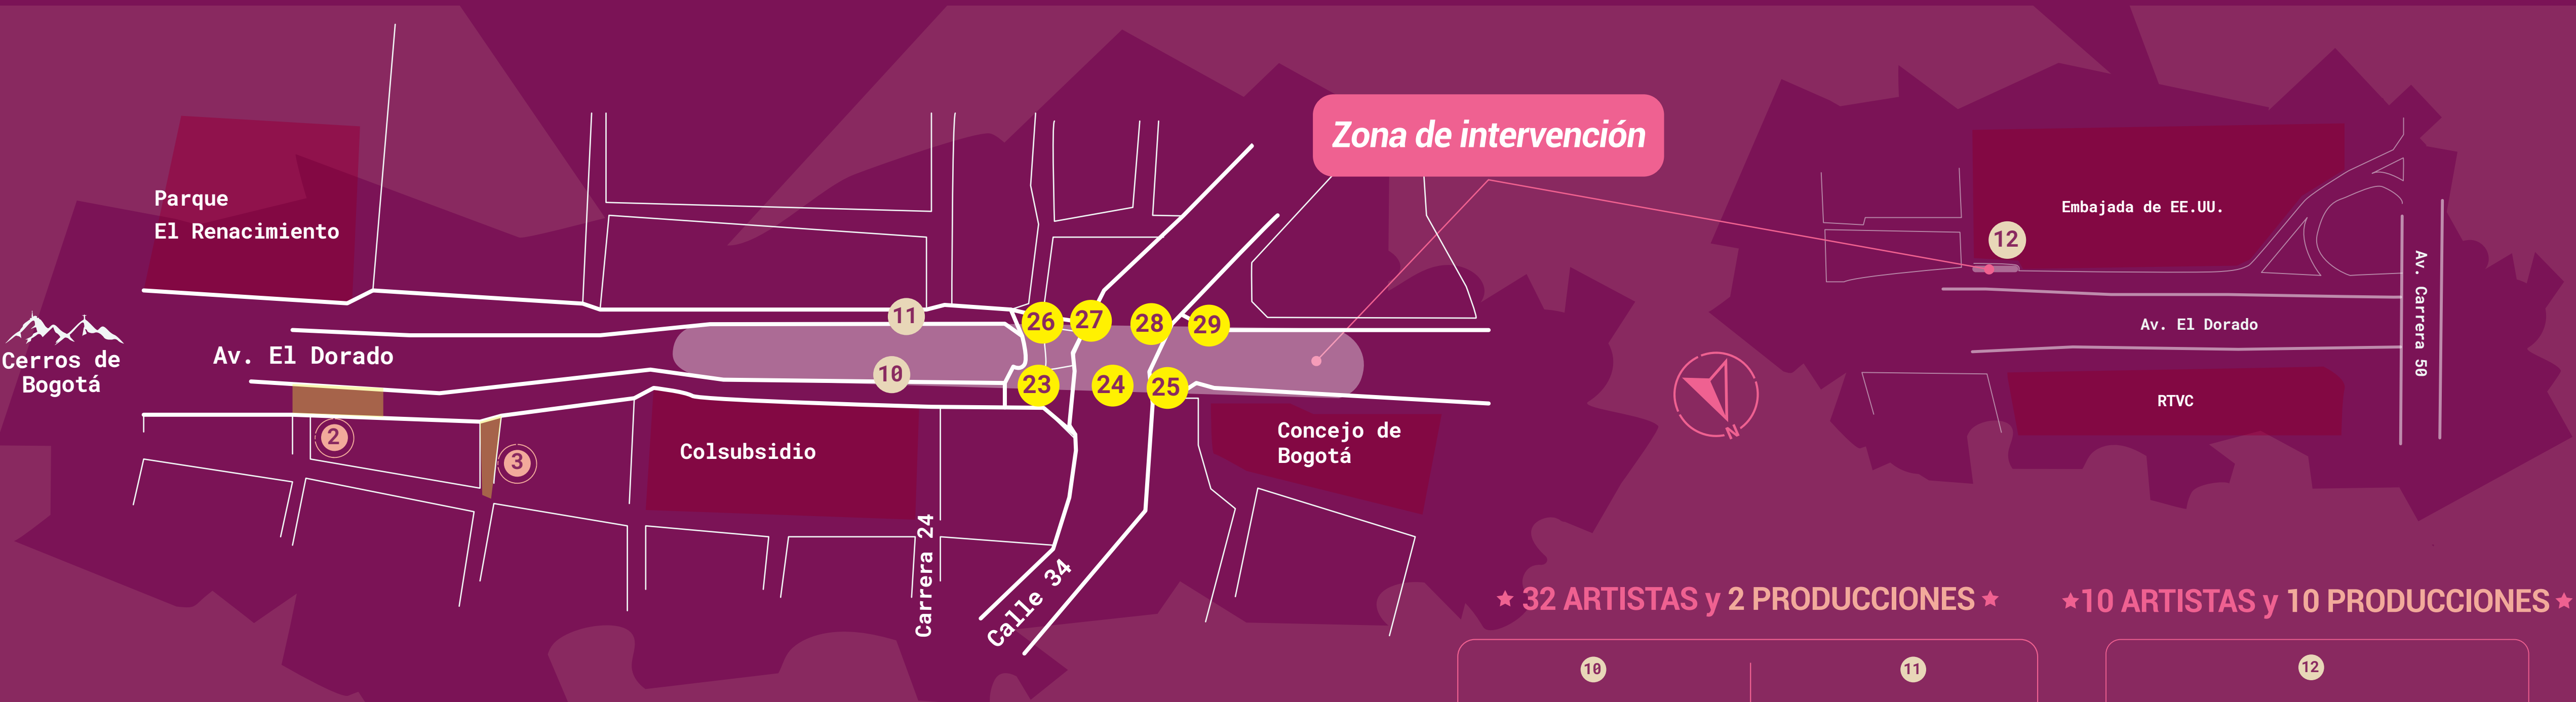 Zona de intervención
Parque
El Renacimiento
Embajada de EE.UU.
12
Av. Carrera 50
11
26
27
28
29
Av. El Dorado
Cerros de
Bogotá
Av. El Dorado
10
23
24
25
RTVC
N
2
3
Colsubsidio
Concejo de
Bogotá
Carrera 24
Calle 34
32 ARTISTAS y 2 PRODUCCIONES
10 ARTISTAS y 10 PRODUCCIONES
10
11
12